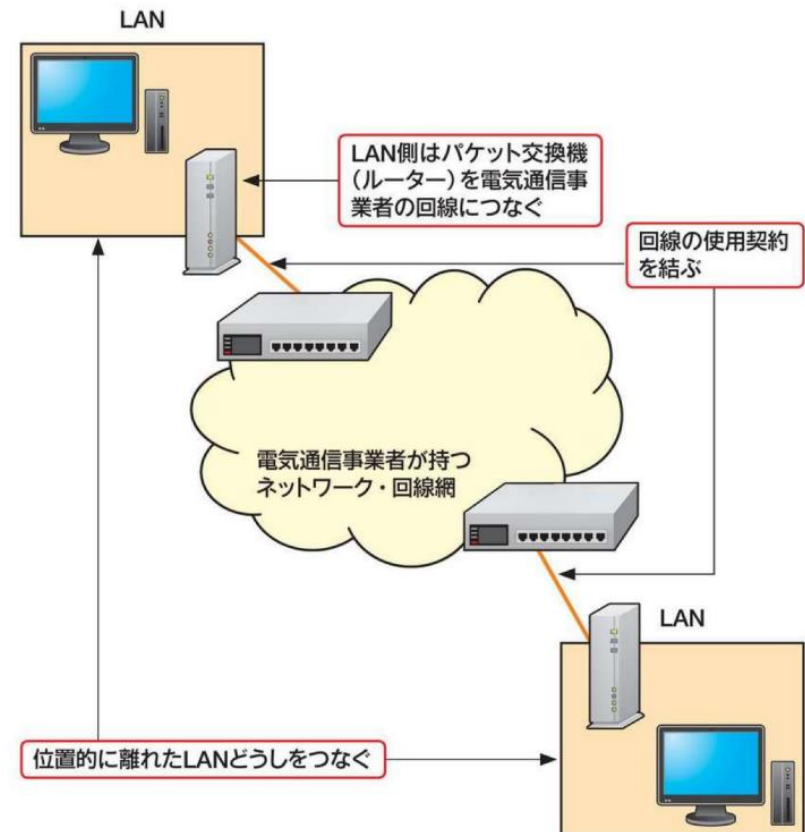 LAN
LAN側はパケット交換機
(ルーター)を電気通信事
業者の回線につなぐ
回線の使用契約
を結ぶ
電気通信事業者が持つ
ネットワーク・回線網
LAN
位置的に離れたLANどうしをつなぐ